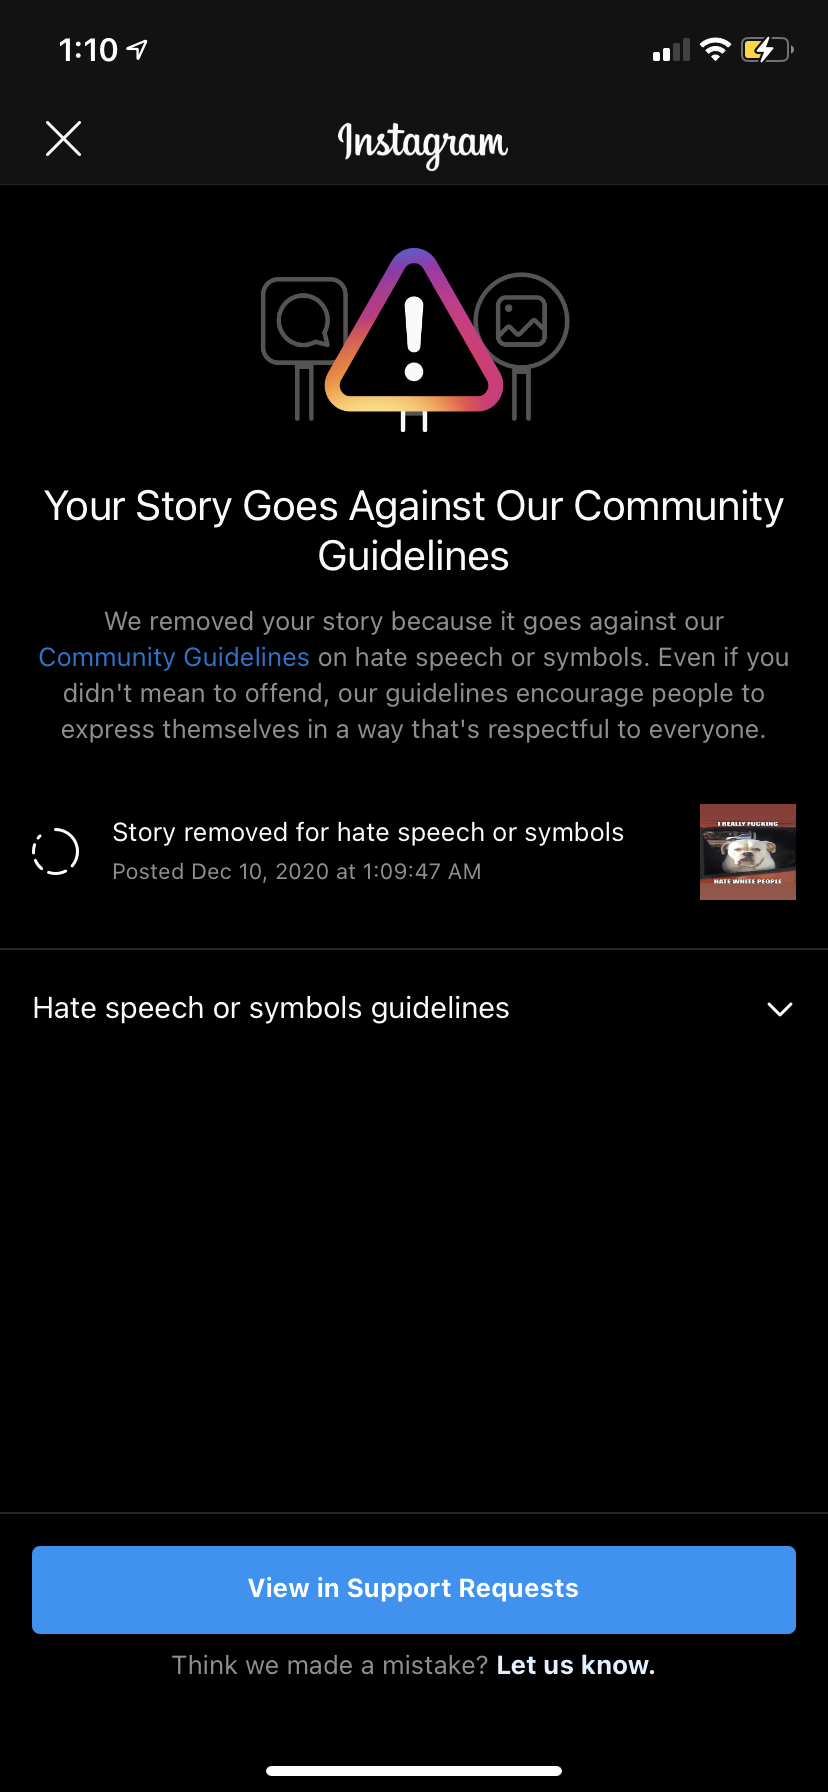 1:10
Instagram
Your Story Goes Against Our Community
Guidelines
We removed your story because it goes against our
Community Guidelines on hate speech or symbols. Even if you
didn't mean to offend, our guidelines encourage people to
express themselves in a way that's respectful to everyone.
Story removed for hate speech or symbols
Posted Dec 10, 2020 at 1:09:47 AM
I REALLY FUCKING
HATE WHITE PEOPLE
Hate speech or symbols guidelines
View in Support Requests
Think we made a mistake? Let us know.